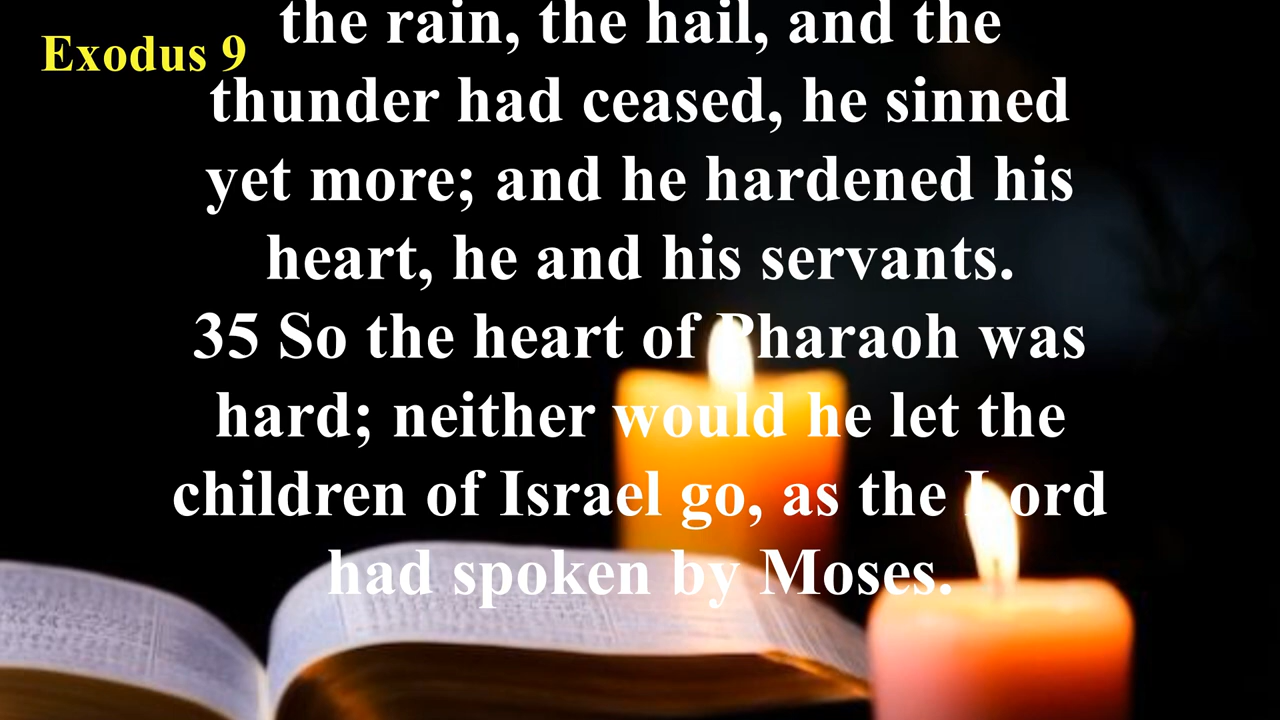 Exodus 9
the rain, the hail, and the
thunder had ceased, he sinned
yet more; and he hardened his
heart, he and his servants.
35 So the heart of Pharaoh was
hard; neither would he let the
children of Israel go, as the Lord
had spoken by Moses.